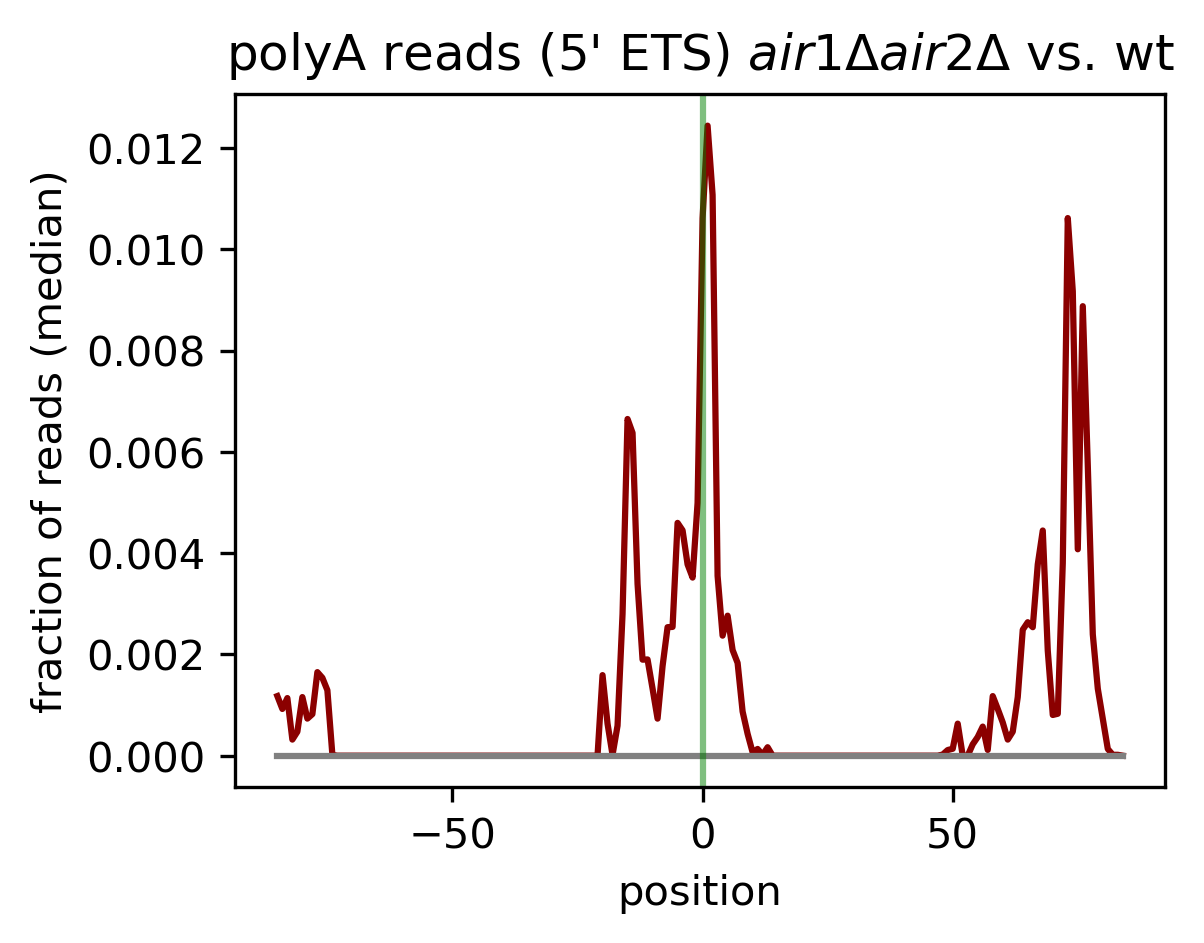 polyA reads (5' ETS) air1Δair2Δ vs. wt
fraction of reads (median)
0.012
0.010
0.008
0.006
0.004
0.002
0.000
−50 0 50
position